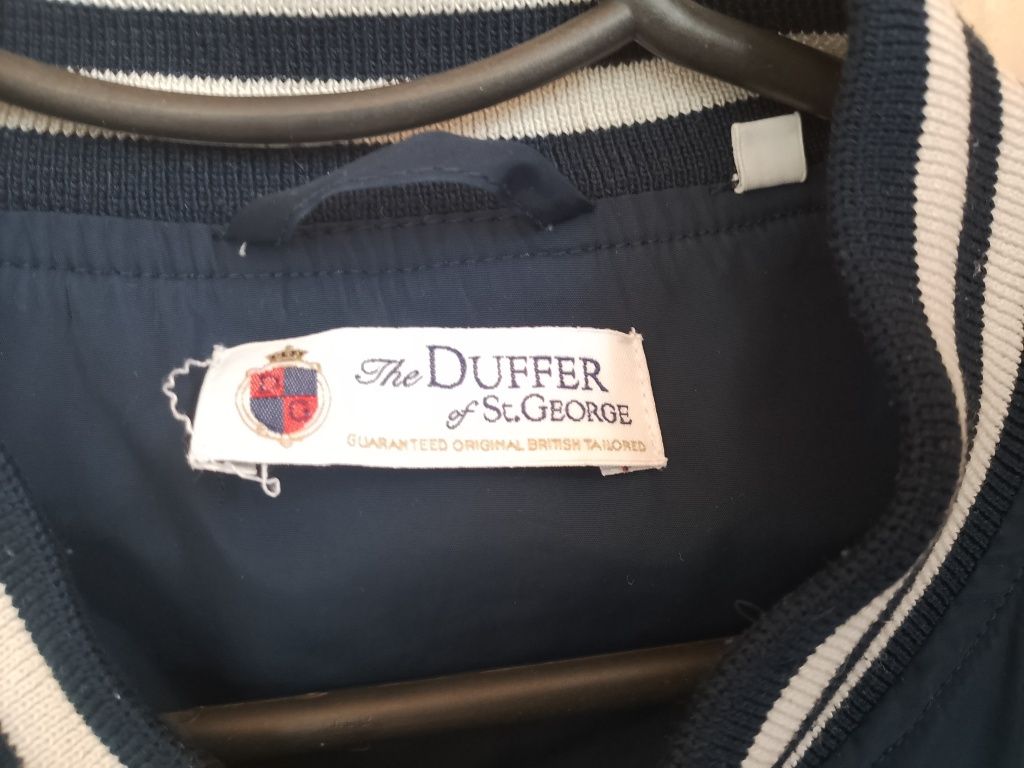 The DUFFER
of St.GEORGE
GUARANTEED ORIGINAL BRITISH TAILORED